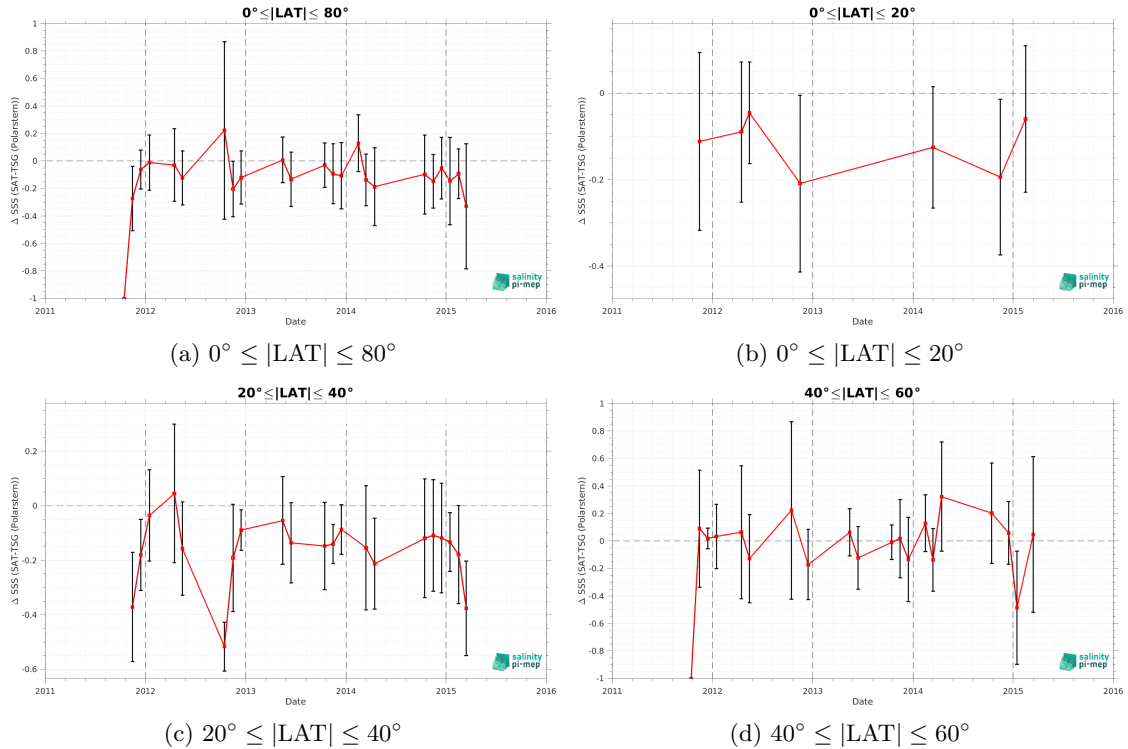 0°≤|LAT|≤ 80°
Δ SSS (SAT-TSG (Polarstern))
1
0.8
0.6
0.4
0.2
0
-0.2
-0.4
-0.6
-0.8
-1
2011 2012 2013 2014 2015 2016
Date
salinity
pi-mep
(a) 0° ≤ |LAT| ≤ 80°
0°≤|LAT|≤ 20°
Δ SSS (SAT-TSG (Polarstern))
0
-0.2
-0.4
2011 2012 2013 2014 2015 2016
Date
salinity
pi-mep
(b) 0° ≤ |LAT| ≤ 20°
20°≤|LAT|≤ 40°
Δ SSS (SAT-TSG (Polarstern))
0.2
0
-0.2
-0.4
-0.6
2011 2012 2013 2014 2015 2016
Date
salinity
pi-mep
(c) 20° ≤ |LAT| ≤ 40°
40°≤|LAT|≤ 60°
Δ SSS (SAT-TSG (Polarstern))
1
0.8
0.6
0.4
0.2
0
-0.2
-0.4
-0.6
-0.8
-1
2011 2012 2013 2014 2015 2016
Date
salinity
pi-mep
(d) 40° ≤ |LAT| ≤ 60°